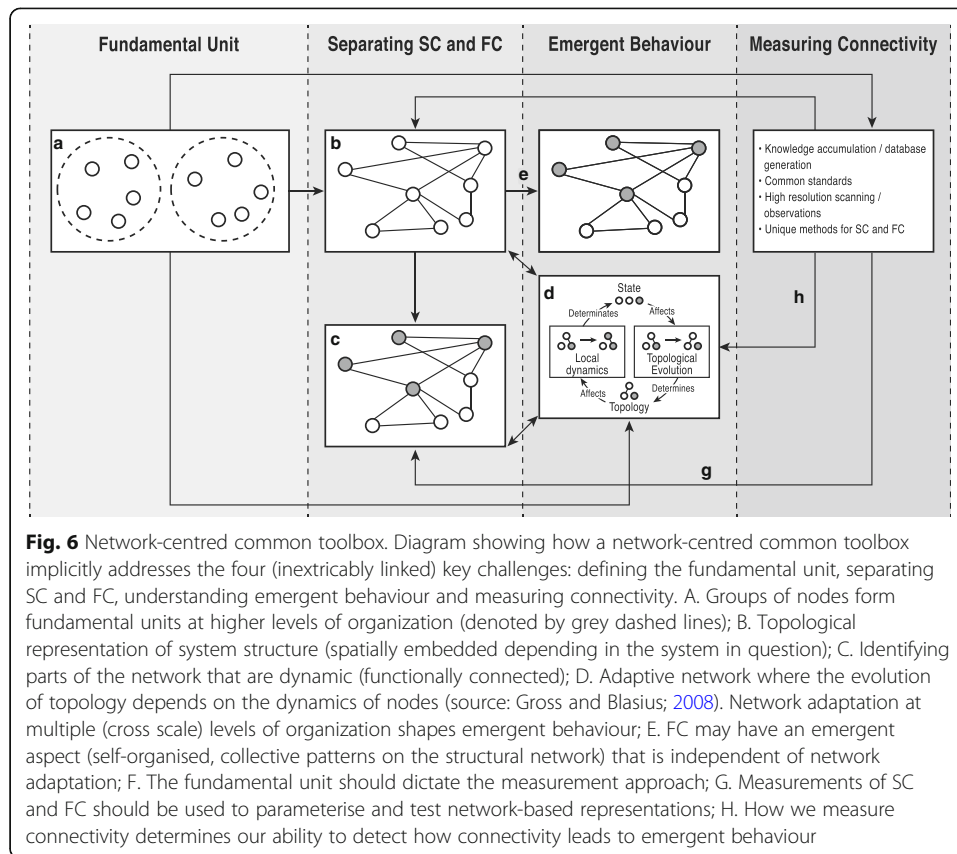 Fundamental Unit
Separating SC and FC
Emergent Behaviour
Measuring Connectivity
a
b
e
• Knowledge accumulation / database
generation
• Common standards
• High resolution scanning /
observations
• Unique methods for SC and FC
c
d
State
Determinates
Affects
Local
dynamics
Topological
Evolution
Affects
Determines
Topology
h
g
Fig. 6 Network-centred common toolbox. Diagram showing how a network-centred common toolbox
implicitly addresses the four (inextricably linked) key challenges: defining the fundamental unit, separating
SC and FC, understanding emergent behaviour and measuring connectivity. A. Groups of nodes form
fundamental units at higher levels of organization (denoted by grey dashed lines); B. Topological
representation of system structure (spatially embedded depending in the system in question); C. Identifying
parts of the network that are dynamic (functionally connected); D. Adaptive network where the evolution
of topology depends on the dynamics of nodes (source: Gross and Blasius; 2008). Network adaptation at
multiple (cross scale) levels of organization shapes emergent behaviour; E. FC may have an emergent
aspect (self-organised, collective patterns on the structural network) that is independent of network
adaptation; F. The fundamental unit should dictate the measurement approach; G. Measurements of SC
and FC should be used to parameterise and test network-based representations; H. How we measure
connectivity determines our ability to detect how connectivity leads to emergent behaviour